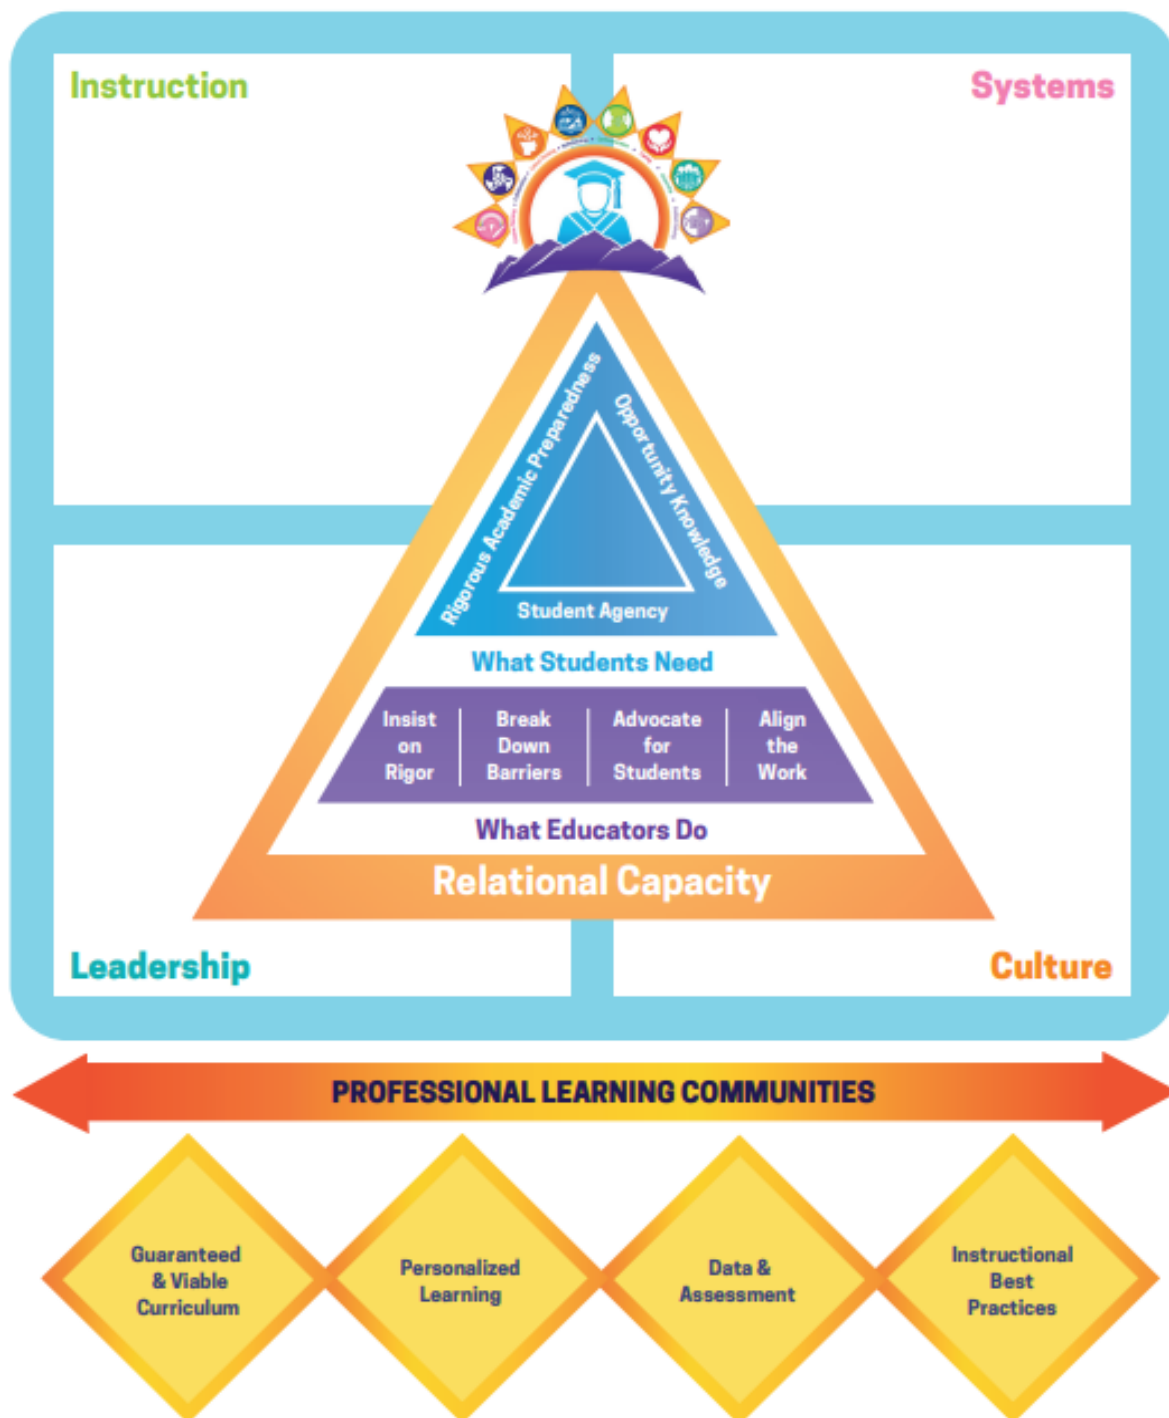 Instruction
Systems
Rigorous Academic Preparedness
Opportunity Knowledge
Student Agency
What Students Need
Insist
on
Rigor
Break
Down
Barriers
Advocate
for
Students
Align
the
Work
What Educators Do
Relational Capacity
Leadership
Culture
PROFESSIONAL LEARNING COMMUNITIES
Guaranteed
& Viable
Curriculum
Personalized
Learning
Data &
Assessment
Instructional
Best
Practices